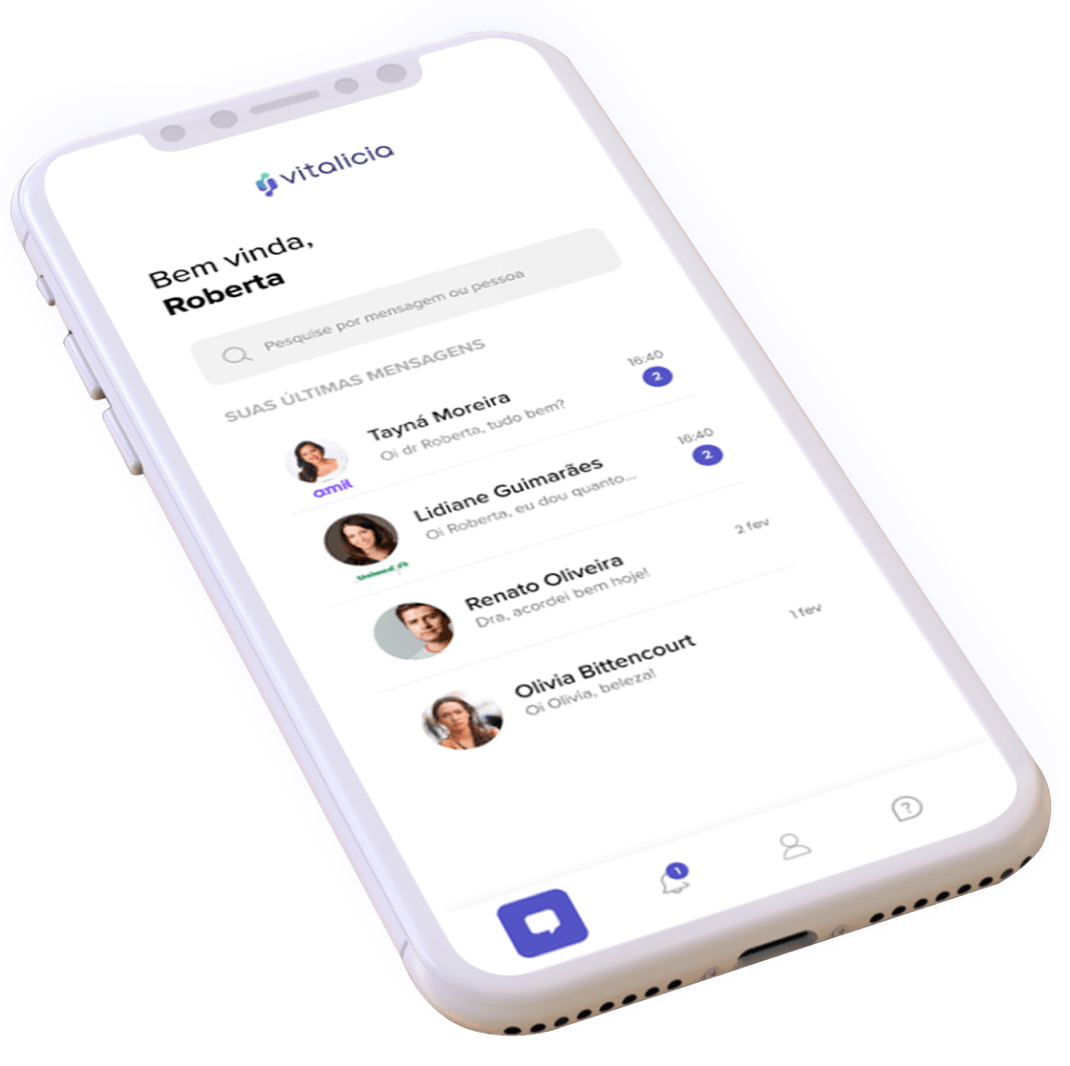 vitalicia
Bem vinda,
Roberta
Pesquise por mensagem ou pessoa
SUAS ÚLTIMAS MENSAGENS
Tayná Moreira
16:40
Oi dr Roberta, tudo bem?
2
amil
Lidiane Guimarães
16:40
Oi Roberta, eu dou quanto...
2
Unimed
Renato Oliveira
2 fev
Dra, acordei bem hoje!
Olivia Bittencourt
1 fev
Oi Olivia, beleza!
1
?